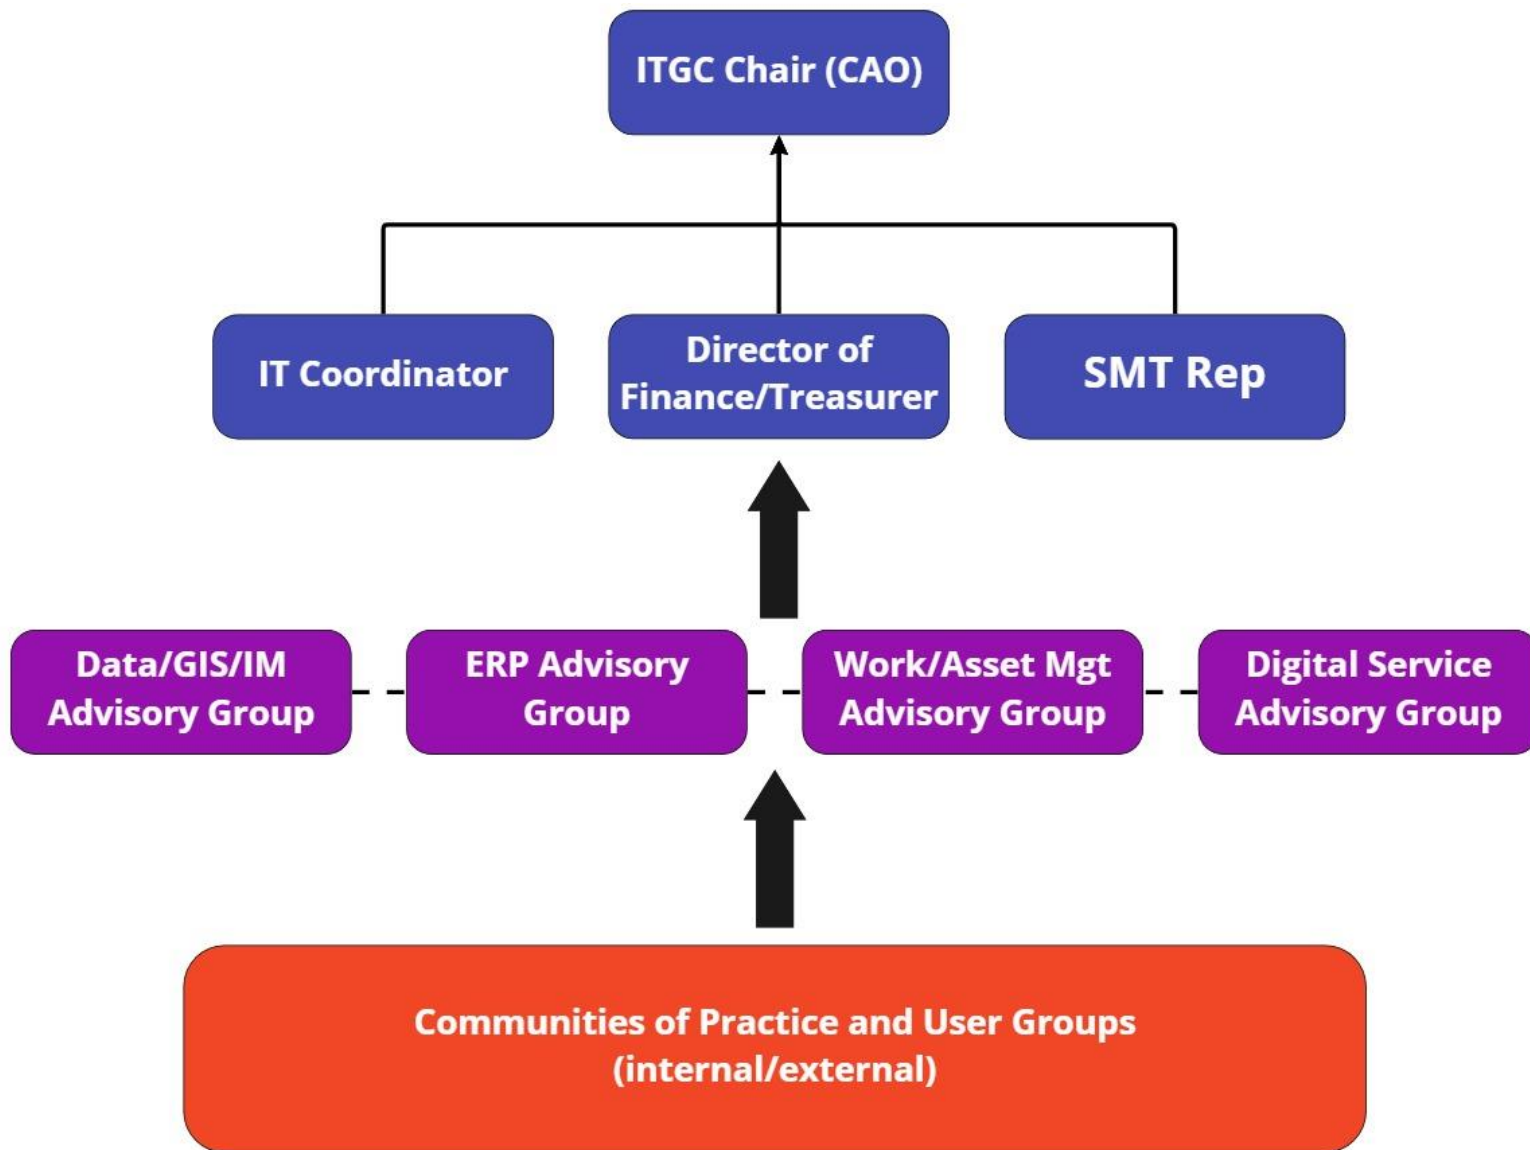 ITGC Chair (CAO)
IT Coordinator
Director of
Finance/Treasurer
SMT Rep
Data/GIS/IM
Advisory Group
ERP Advisory
Group
Work/Asset Mgt
Advisory Group
Digital Service
Advisory Group
Communities of Practice and User Groups
(internal/external)